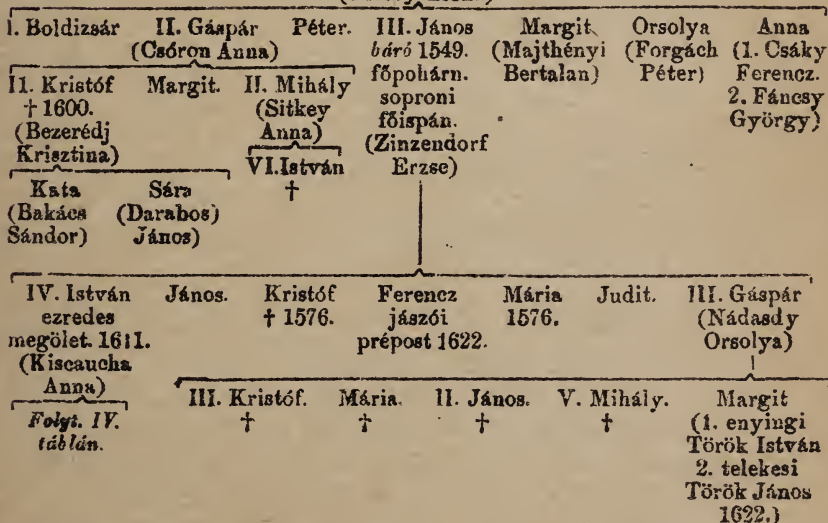 I. Boldizsár II. Gáspár Péter. III. János Margit Orsolya Anna
(Csóron Anna) báró 1549. (Majthényi (Forgách (1. Csáky
II. Kristóf Margit. II. Mihály főpohárn. Bertalan) Péter) Ferencz.
† 1600. (Sitkey soproni 2. Fáncsy
(Bezerédj Anna) főispán. György)
Krisztina) VI. István (Zinzendorf
† Erzse)
Kata Sára
(Bakács (Darabos)
Sándor) János)
IV. István János. Kristóf Ferencz Mária Judit. III. Gáspár
ezredes † 1576. jászói 1576. (Nádasdy
megölet. 1611. prépost 1622. Orsolya)
(Kiscaucha
Anna) III. Kristóf. Mária. II. János. V. Mihály. Margit
Folyt. IV. † † † † (1. enyingi
táblán. Török István
2. telekesi
Török János
1622.)